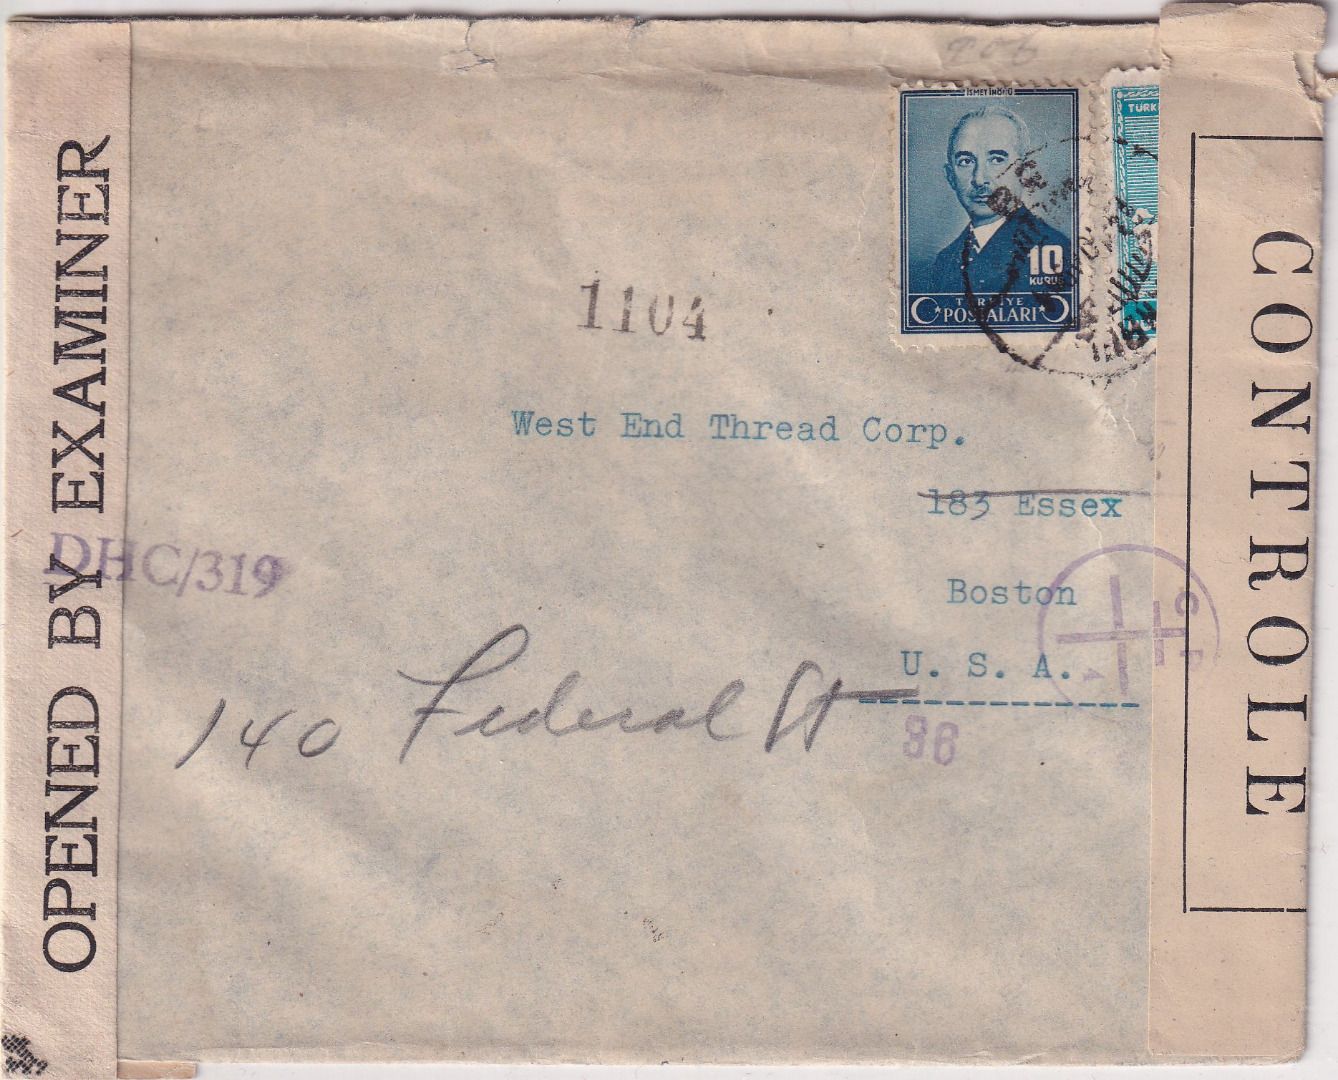 OPENED BY EXAMINER
İSMET İNÖNÜ
10
KURUŞ
TÜRKİYE
POSTALARI
TÜRK
1104
West End Thread Corp.
183 Essex
Boston
U. S. A.
DHC/319
140 Federal St
36
CONTROLE